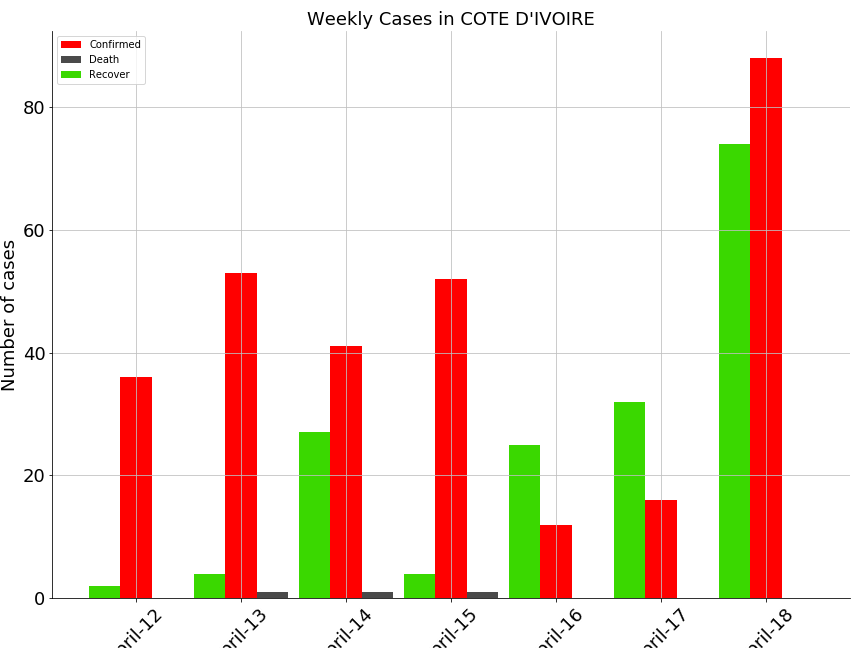 Weekly Cases in COTE D'IVOIRE
Confirmed
Death
Recover
Number of cases
80
60
40
20
0
pril-12
pril-13
pril-14
pril-15
pril-16
pril-17
pril-18